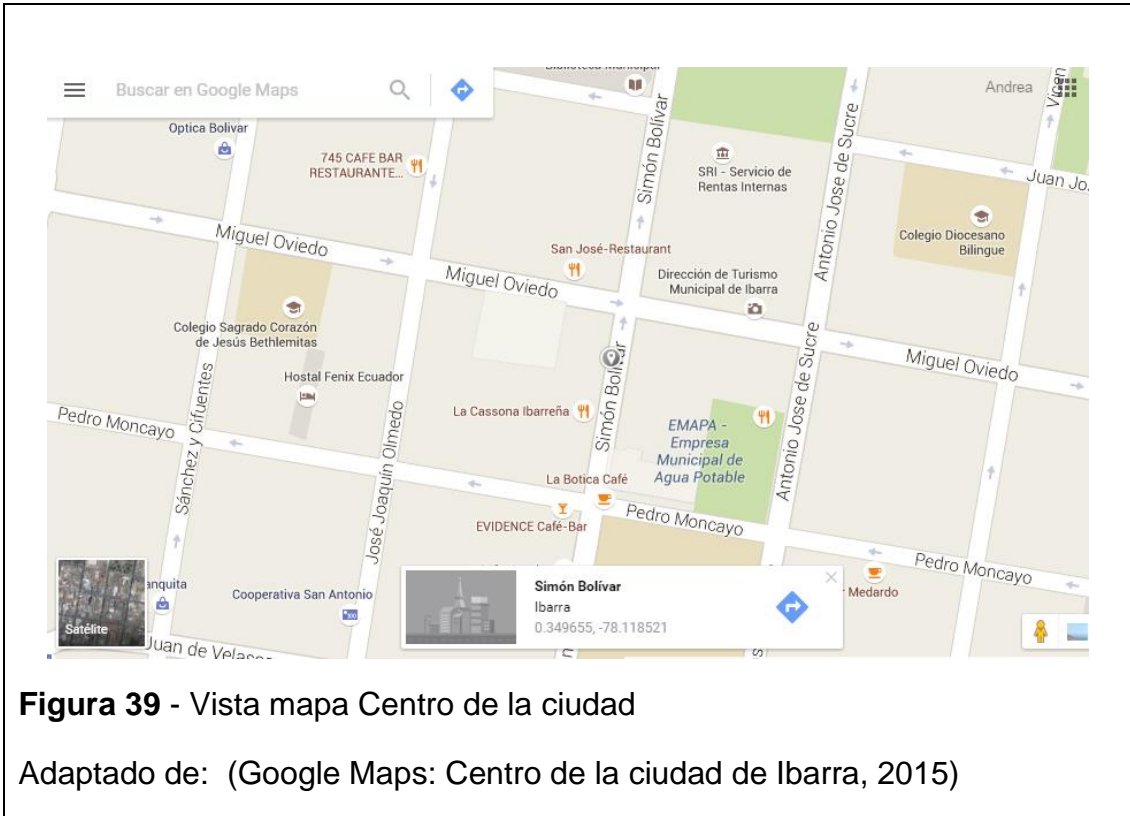 Buscar en Google Maps
Andrea
Optica Bolivar
745 CAFE BAR
RESTAURANTE...
Simón Bolívar
SRI - Servicio de
Rentas Internas
Antonio Jose de Sucre
Antonio Jose de Sucre
Juan Jo.
Colegio Diocesano
Bilingue
Miguel Oviedo
Miguel Oviedo
San José-Restaurant
Dirección de Turismo
Municipal de Ibarra
Miguel Oviedo
Colegio Sagrado Corazón
de Jesús Bethlemitas
Hostal Fenix Ecuador
Sánchez y Cifuentes
José Joaquín Olmedo
La Cassona Ibarreña
Simón Bolívar
EMAPA -
Empresa
Municipal de
Agua Potable
Antonio Jose de Sucre
Pedro Moncayo
La Botica Café
EVIDENCE Café-Bar
Pedro Moncayo
Pedro Moncayo
Medardo
anquita
Cooperativa San Antonio
Satélite
Juan de Velasco
Simón Bolívar
Ibarra
0.349655, -78.118521
Figura 39 - Vista mapa Centro de la ciudad
Adaptado de: (Google Maps: Centro de la ciudad de Ibarra, 2015)